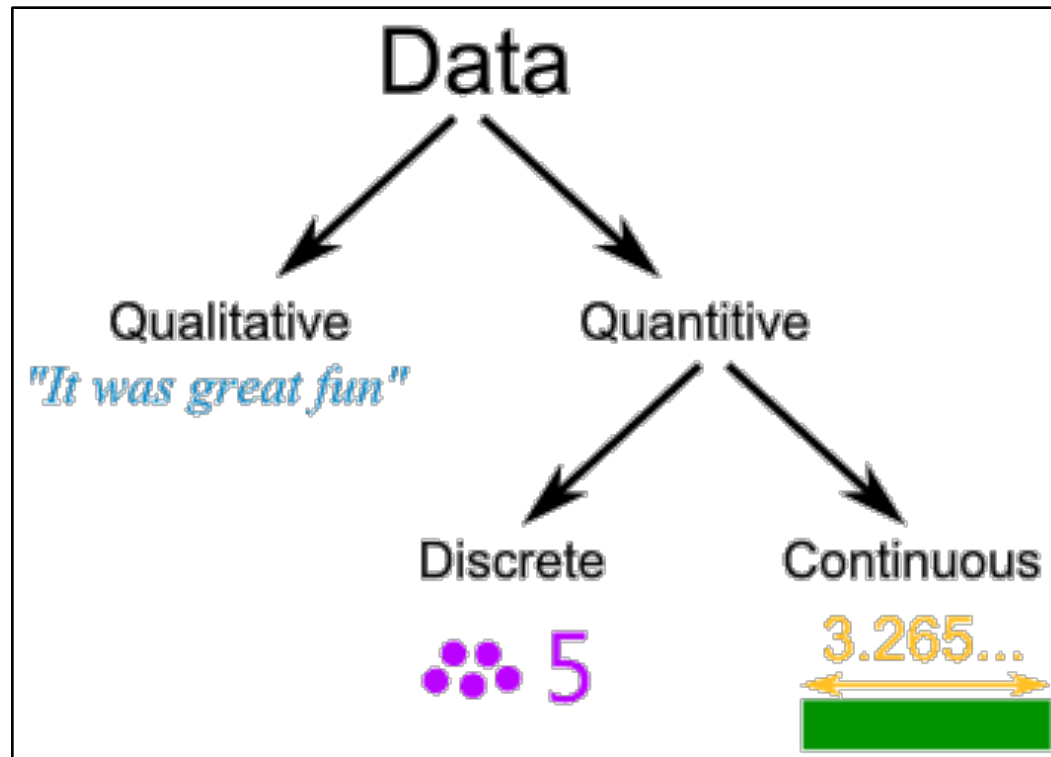 Data
Qualitative
Quantitive
"It was great fun"
Discrete
Continuous
5
3.265...